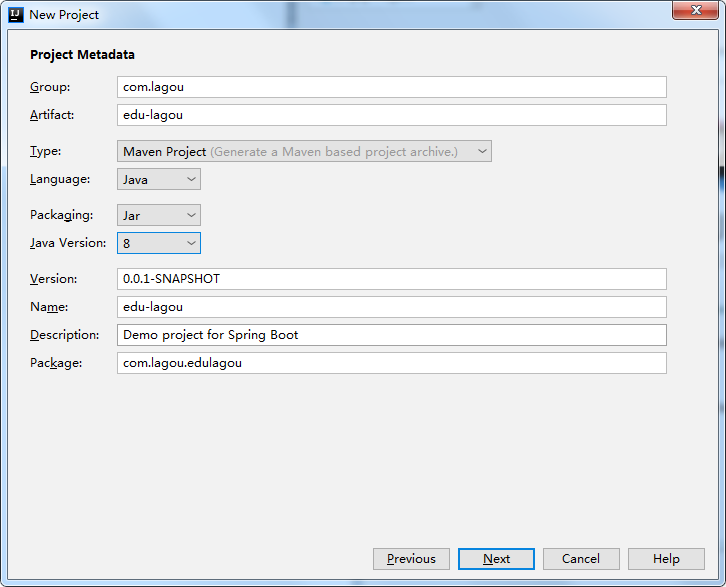 IJ New Project
Project Metadata
Group: com.lagou
Artifact: edu-lagou
Type: Maven Project (Generate a Maven based project archive.)
Language: Java
Packaging: Jar
Java Version: 8
Version: 0.0.1-SNAPSHOT
Name: edu-lagou
Description: Demo project for Spring Boot
Package: com.lagou.edulagou
Previous Next Cancel Help